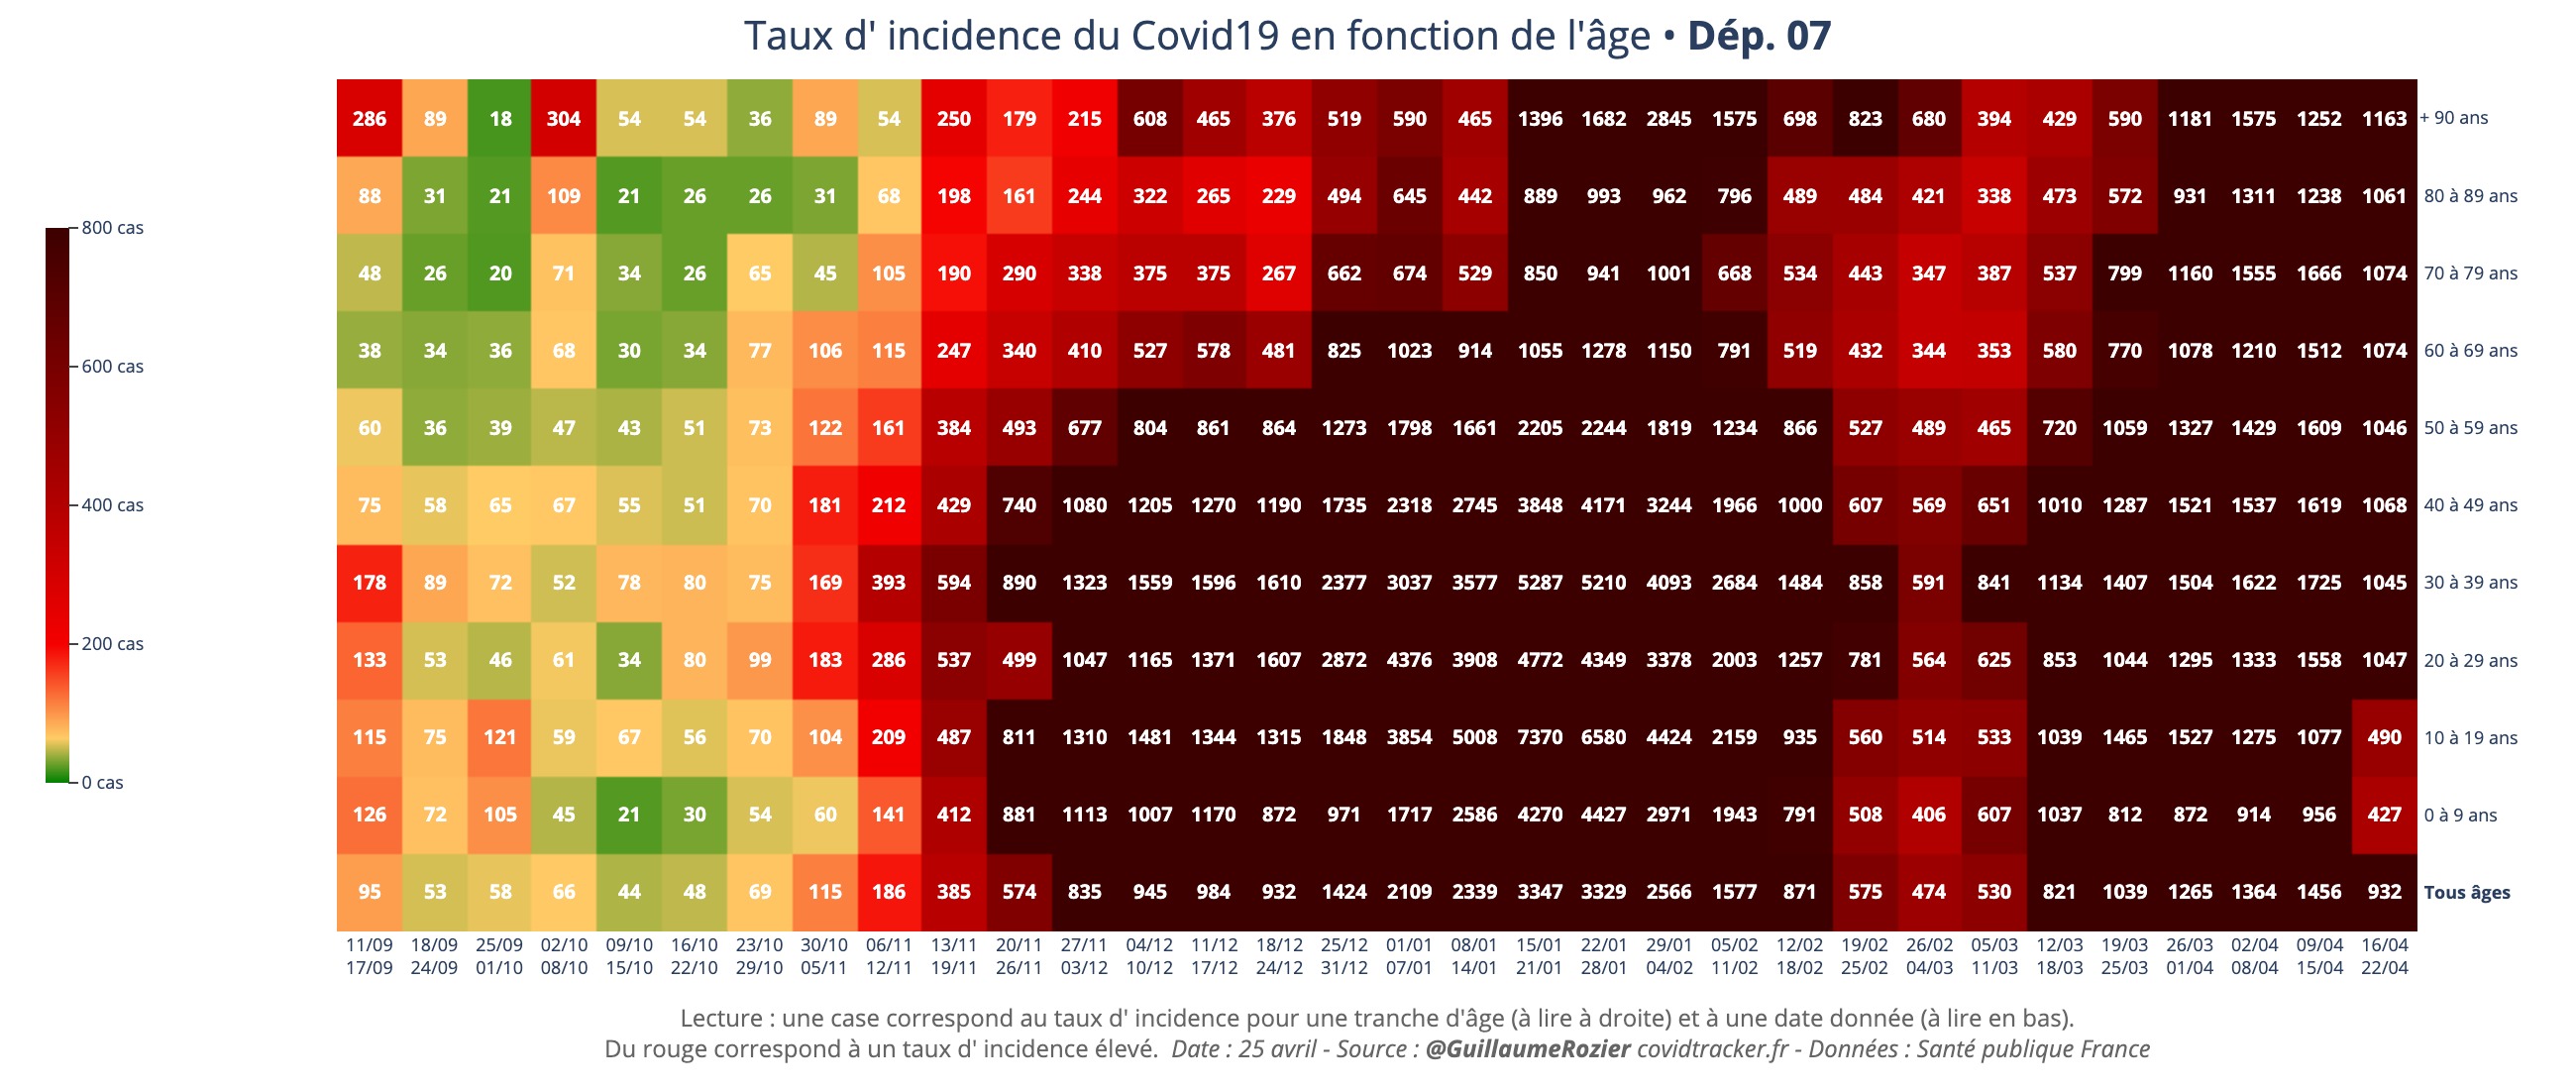 Taux d' incidence du Covid19 en fonction de l'âge • Dép. 07
286 89 18 304 54 54 36 89 54 250 179 215 608 465 376 519 590 465 1396 1682 2845 1575 698 823 680 394 429 590 1181 1575 1252 1163 + 90 ans
88 31 21 109 21 26 26 31 68 198 161 244 322 265 229 494 645 442 889 993 962 796 489 484 421 338 473 572 931 1311 1238 1061 80 à 89 ans
800 cas
48 26 20 71 34 26 65 45 105 190 290 338 375 375 267 662 674 529 850 941 1001 668 534 443 347 387 537 799 1160 1555 1666 1074 70 à 79 ans
38 34 36 68 30 34 77 106 115 247 340 410 527 578 481 825 1023 914 1055 1278 1150 791 519 432 344 353 580 770 1078 1210 1512 1074 60 à 69 ans
600 cas
60 36 39 47 43 51 73 122 161 384 493 677 804 861 864 1273 1798 1661 2205 2244 1819 1234 866 527 489 465 720 1059 1327 1429 1609 1046 50 à 59 ans
400 cas
75 58 65 67 55 51 70 181 212 429 740 1080 1205 1270 1190 1735 2318 2745 3848 4171 3244 1966 1000 607 569 651 1010 1287 1521 1537 1619 1068 40 à 49 ans
178 89 72 52 78 80 75 169 393 594 890 1323 1559 1596 1610 2377 3037 3577 5287 5210 4093 2684 1484 858 591 841 1134 1407 1504 1622 1725 1045 30 à 39 ans
200 cas
133 53 46 61 34 80 99 183 286 537 499 1047 1165 1371 1607 2872 4376 3908 4772 4349 3378 2003 1257 781 564 625 853 1044 1295 1333 1558 1047 20 à 29 ans
115 75 121 59 67 56 70 104 209 487 811 1310 1481 1344 1315 1848 3854 5008 7370 6580 4424 2159 935 560 514 533 1039 1465 1527 1275 1077 490 10 à 19 ans
0 cas
126 72 105 45 21 30 54 60 141 412 881 1113 1007 1170 872 971 1717 2586 4270 4427 2971 1943 791 508 406 607 1037 812 872 914 956 427 0 à 9 ans
95 53 58 66 44 48 69 115 186 385 574 835 945 984 932 1424 2109 2339 3347 3329 2566 1577 871 575 474 530 821 1039 1265 1364 1456 932 Tous âges
11/09 18/09 25/09 02/10 09/10 16/10 23/10 30/10 06/11 13/11 20/11 27/11 04/12 11/12 18/12 25/12 01/01 08/01 15/01 22/01 29/01 05/02 12/02 19/02 26/02 05/03 12/03 19/03 26/03 02/04 09/04 16/04
17/09 24/09 01/10 08/10 15/10 22/10 29/10 05/11 12/11 19/11 26/11 03/12 10/12 17/12 24/12 31/12 07/01 14/01 21/01 28/01 04/02 11/02 18/02 25/02 04/03 11/03 18/03 25/03 01/04 08/04 15/04 22/04
Lecture : une case correspond au taux d' incidence pour une tranche d'âge (à lire à droite) et à une date donnée (à lire en bas).
Du rouge correspond à un taux d' incidence élevé. Date : 25 avril - Source : @GuillaumeRozier covidtracker.fr - Données : Santé publique France